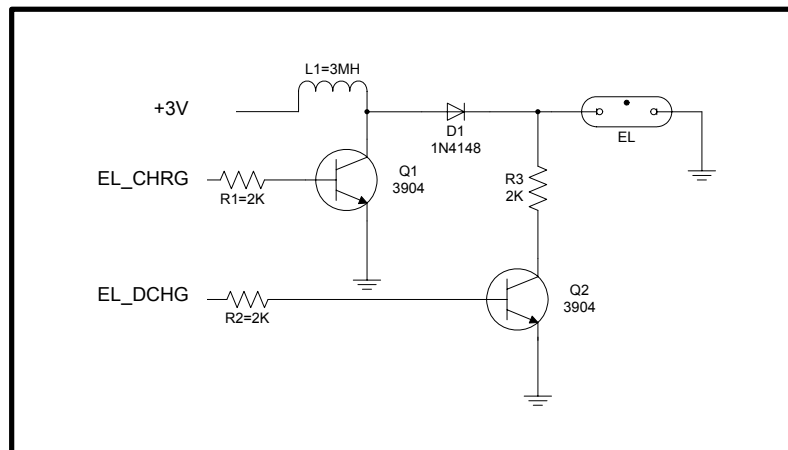 L1=3MH
+3V
D1
1N4148
EL
EL_CHRG
R1=2K
Q1
3904
R3
2K
EL_DCHG
R2=2K
Q2
3904